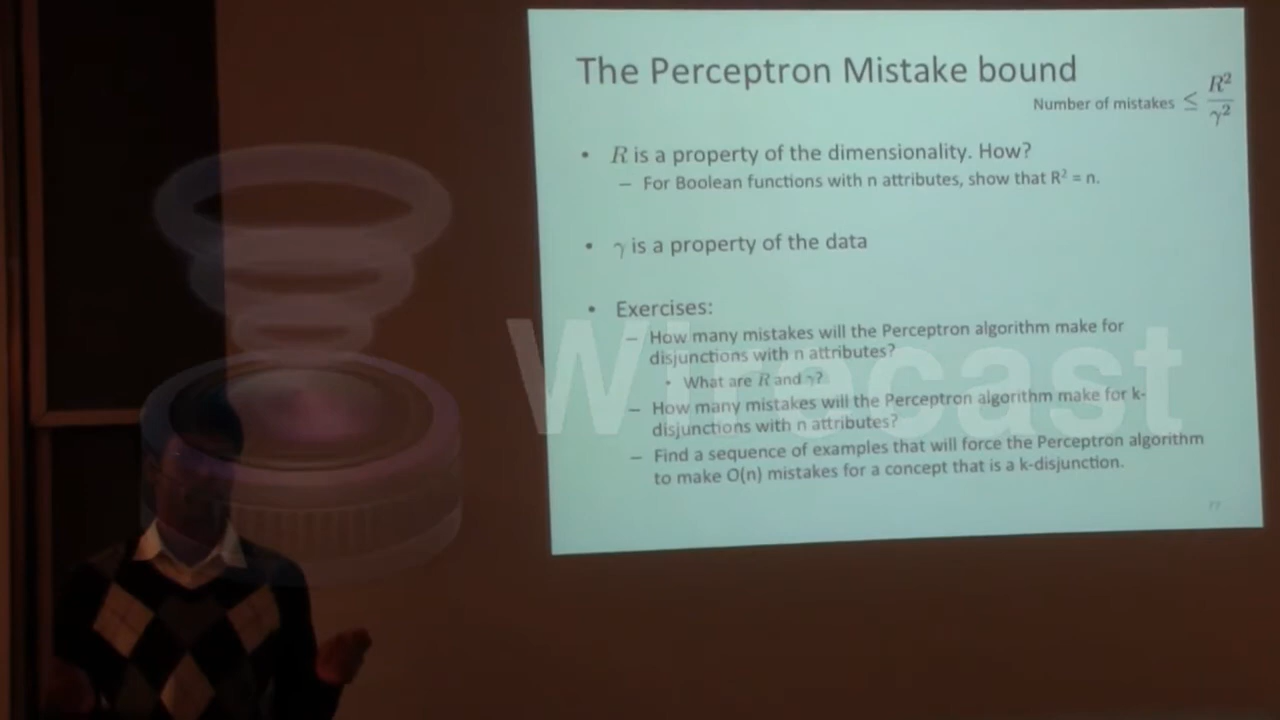 The Perceptron Mistake bound
Number of mistakes ≤ R²/γ²
• R is a property of the dimensionality. How?
– For Boolean functions with n attributes, show that R² = n.
• γ is a property of the data
• Exercises:
– How many mistakes will the Perceptron algorithm make for
disjunctions with n attributes?
• What are R and γ?
– How many mistakes will the Perceptron algorithm make for k-
disjunctions with n attributes?
– Find a sequence of examples that will force the Perceptron algorithm
to make O(n) mistakes for a concept that is a k-disjunction.
Wirecast